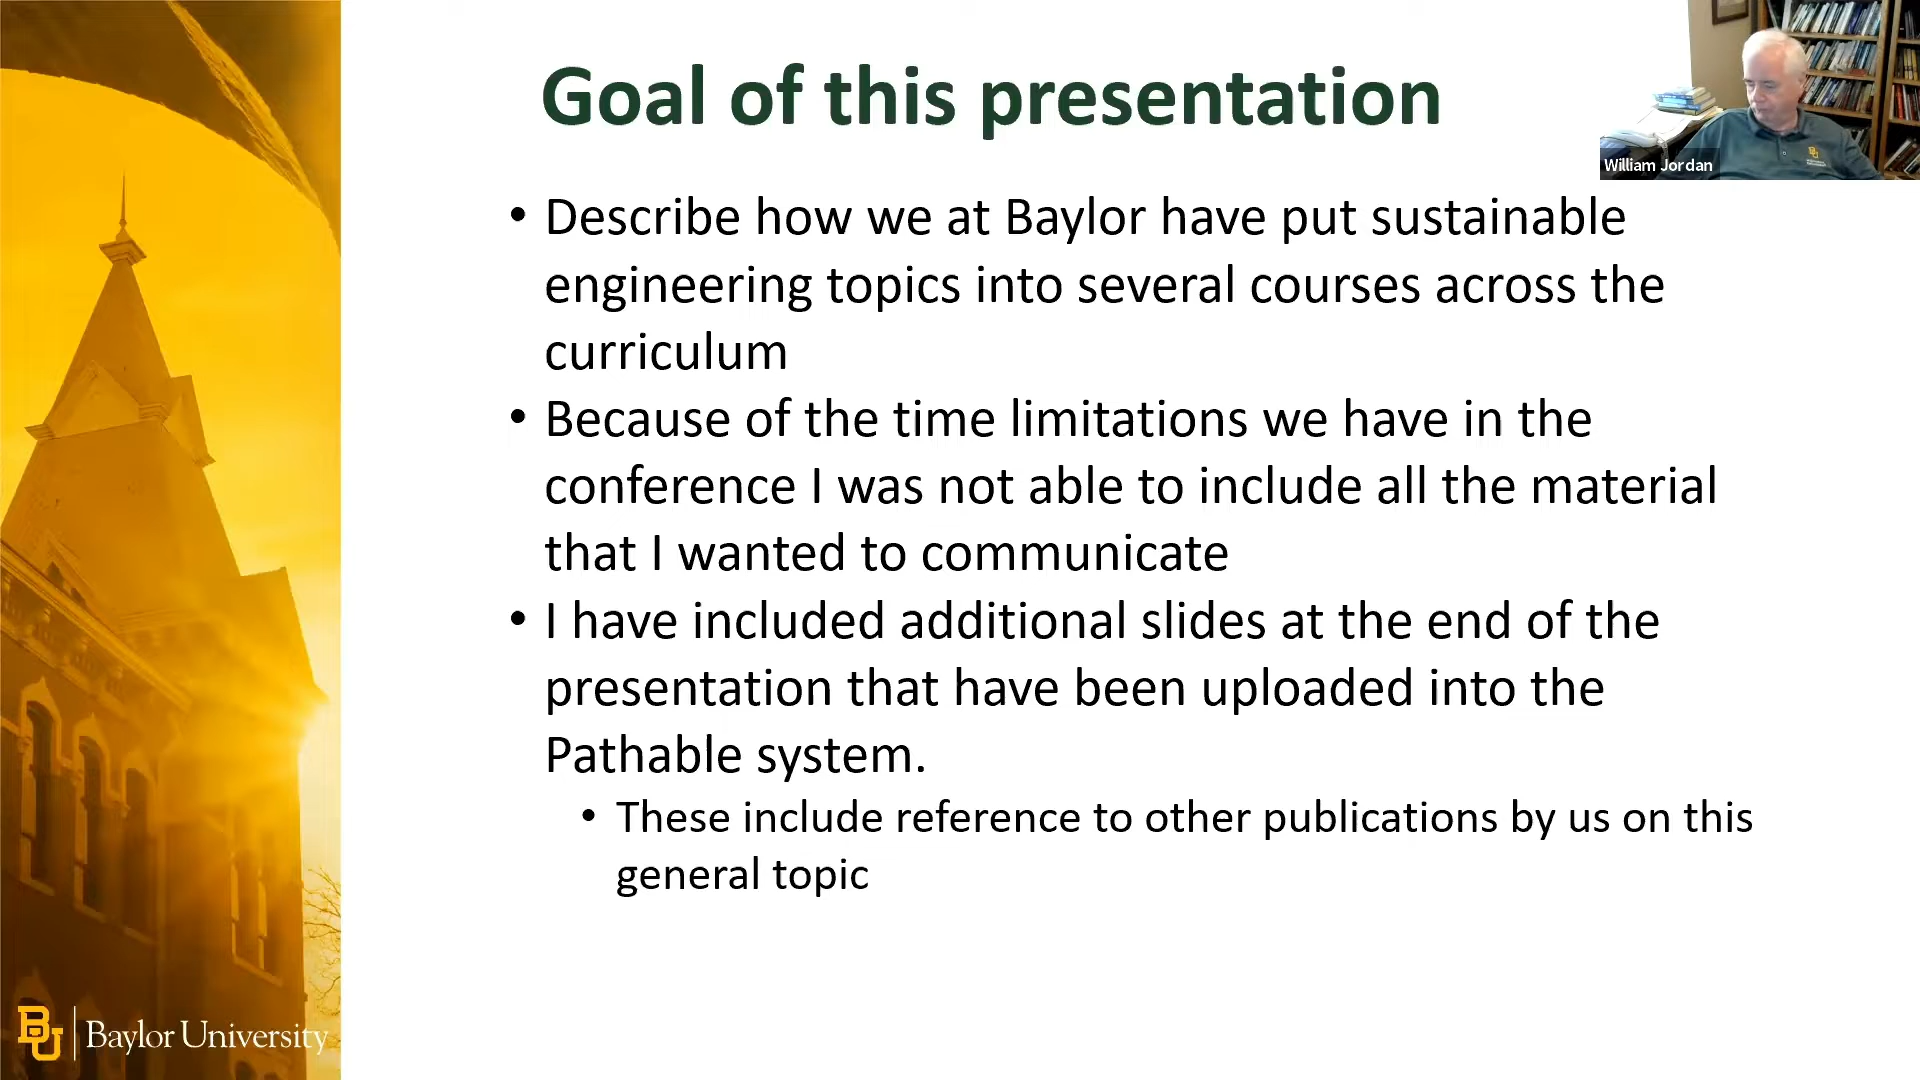 Goal of this presentation
William Jordan
• Describe how we at Baylor have put sustainable
engineering topics into several courses across the
curriculum
• Because of the time limitations we have in the
conference I was not able to include all the material
that I wanted to communicate
• I have included additional slides at the end of the
presentation that have been uploaded into the
Pathable system.
• These include reference to other publications by us on this
general topic
BU | Baylor University